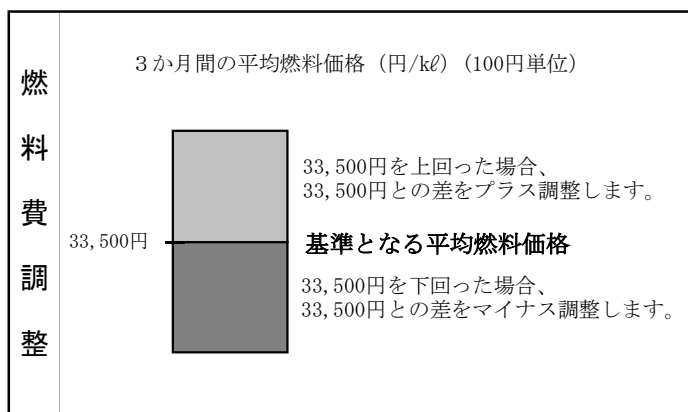 燃料費調整
3か月間の平均燃料価格（円/kℓ）（100円単位）
33,500円を上回った場合、
33,500円との差をプラス調整します。
33,500円
基準となる平均燃料価格
33,500円を下回った場合、
33,500円との差をマイナス調整します。